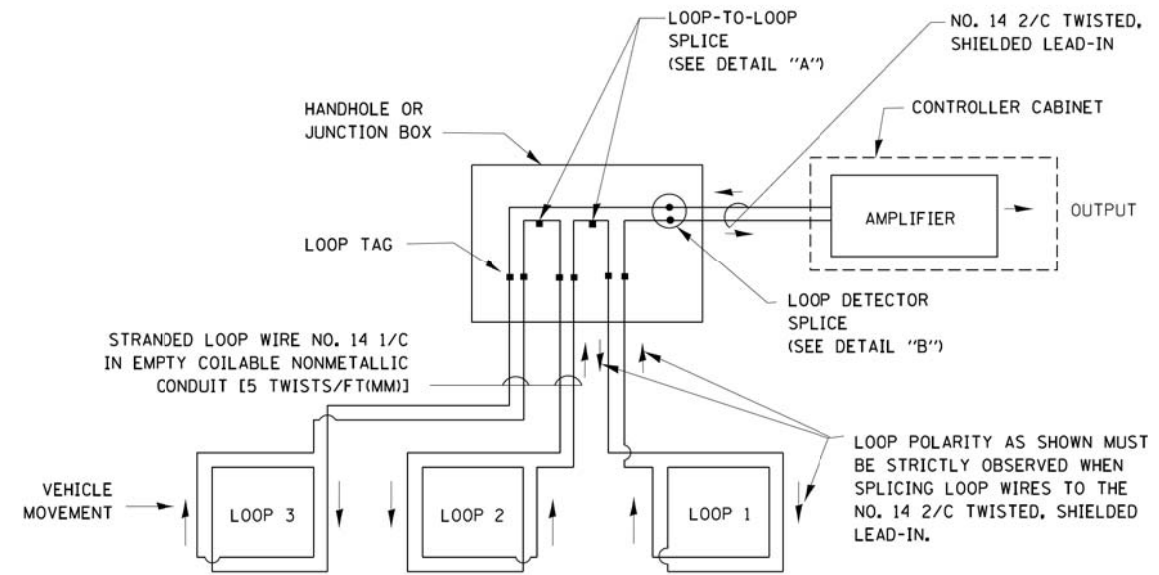 LOOP-TO-LOOP
SPLICE
(SEE DETAIL "A")
NO. 14 2/C TWISTED,
SHIELDED LEAD-IN
HANDHOLE OR
JUNCTION BOX
CONTROLLER CABINET
AMPLIFIER
OUTPUT
LOOP TAG
LOOP DETECTOR
SPLICE
(SEE DETAIL "B")
STRANDED LOOP WIRE NO. 14 1/C
IN EMPTY COILABLE NONMETALLIC
CONDUIT [5 TWISTS/FT(MM)]
LOOP POLARITY AS SHOWN MUST
BE STRICTLY OBSERVED WHEN
SPLICING LOOP WIRES TO THE
NO. 14 2/C TWISTED, SHIELDED
LEAD-IN.
VEHICLE
MOVEMENT
LOOP 3
LOOP 2
LOOP 1